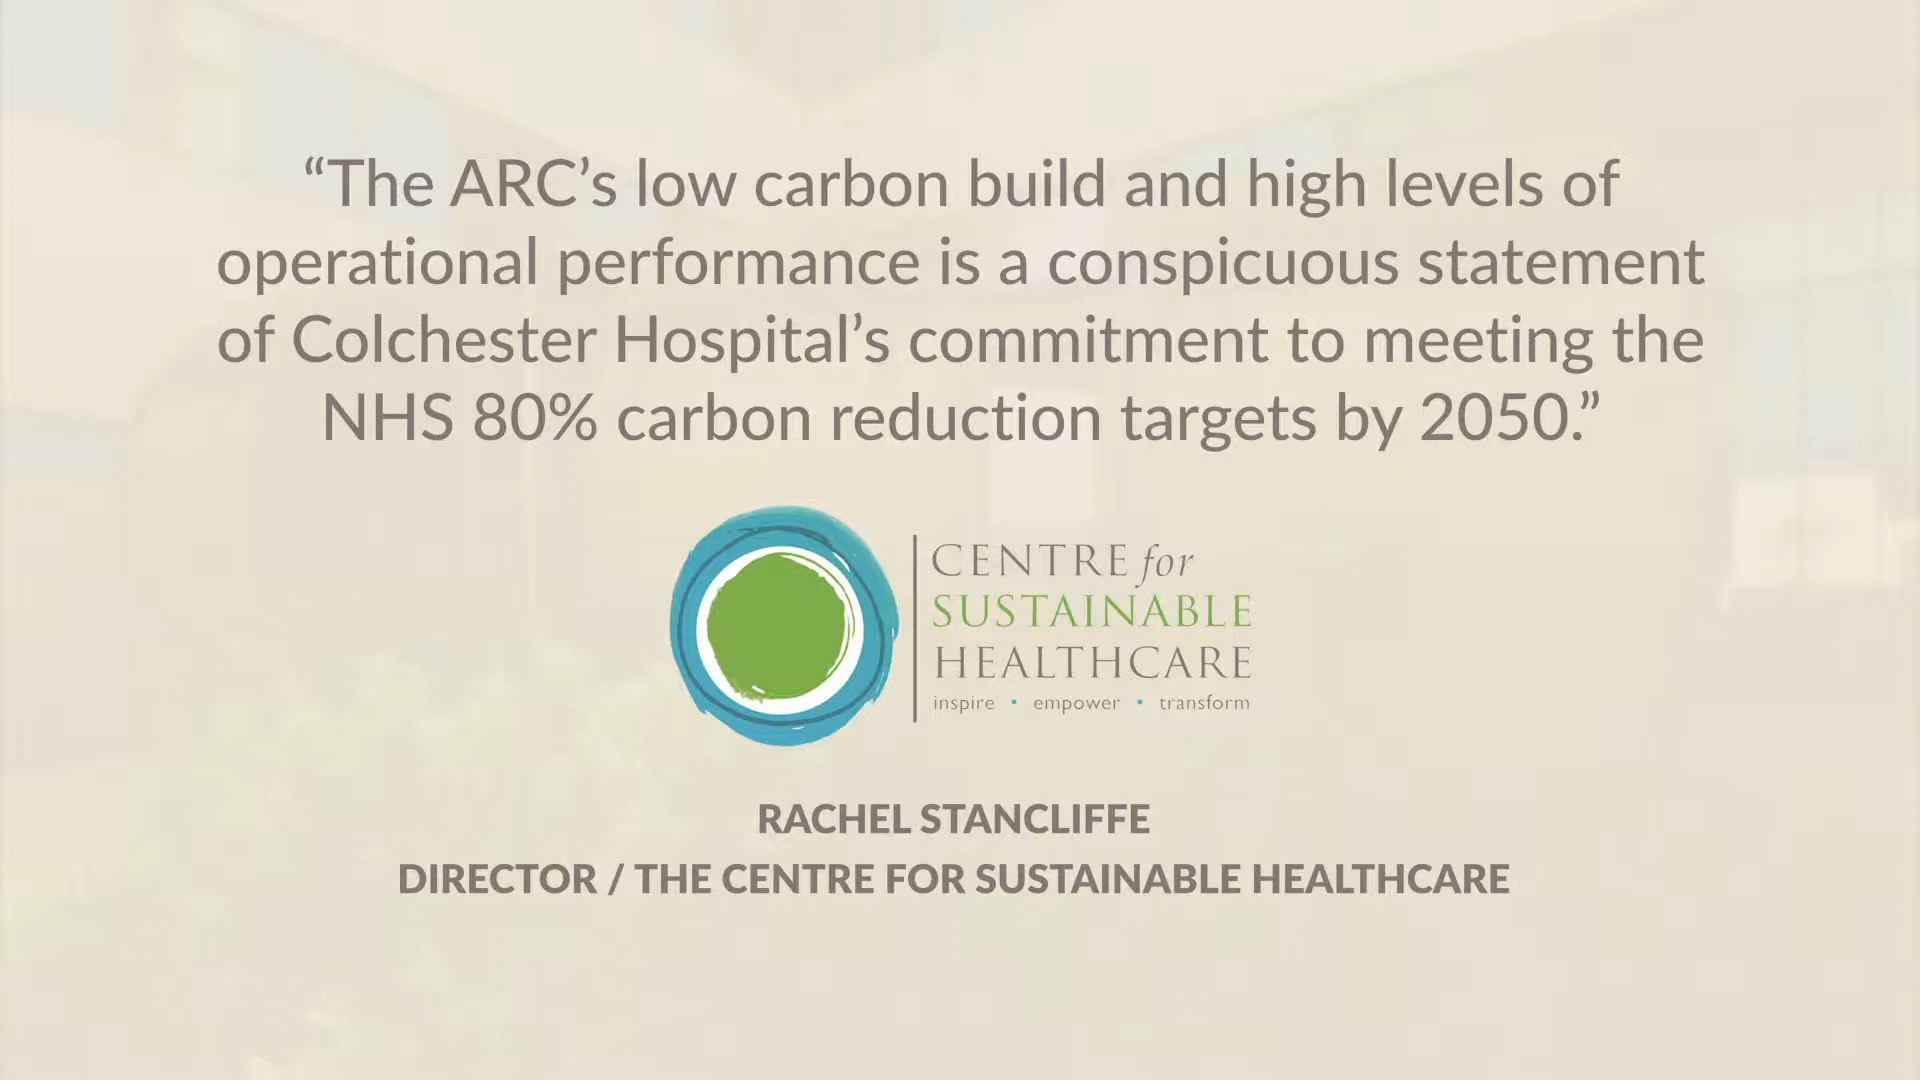 “The ARC’s low carbon build and high levels of
operational performance is a conspicuous statement
of Colchester Hospital’s commitment to meeting the
NHS 80% carbon reduction targets by 2050.”
CENTRE for
SUSTAINABLE
HEALTHCARE
inspire • empower • transform
RACHEL STANCLIFFE
DIRECTOR / THE CENTRE FOR SUSTAINABLE HEALTHCARE